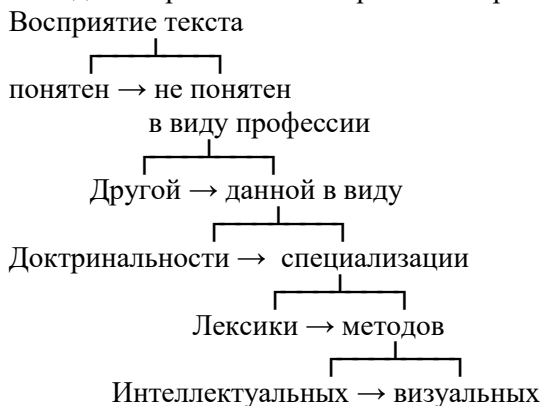 Восприятие текста
понятен → не понятен
в виду профессии
Другой → данной в виду
Доктринальности → специализации
Лексики → методов
Интеллектуальных → визуальных